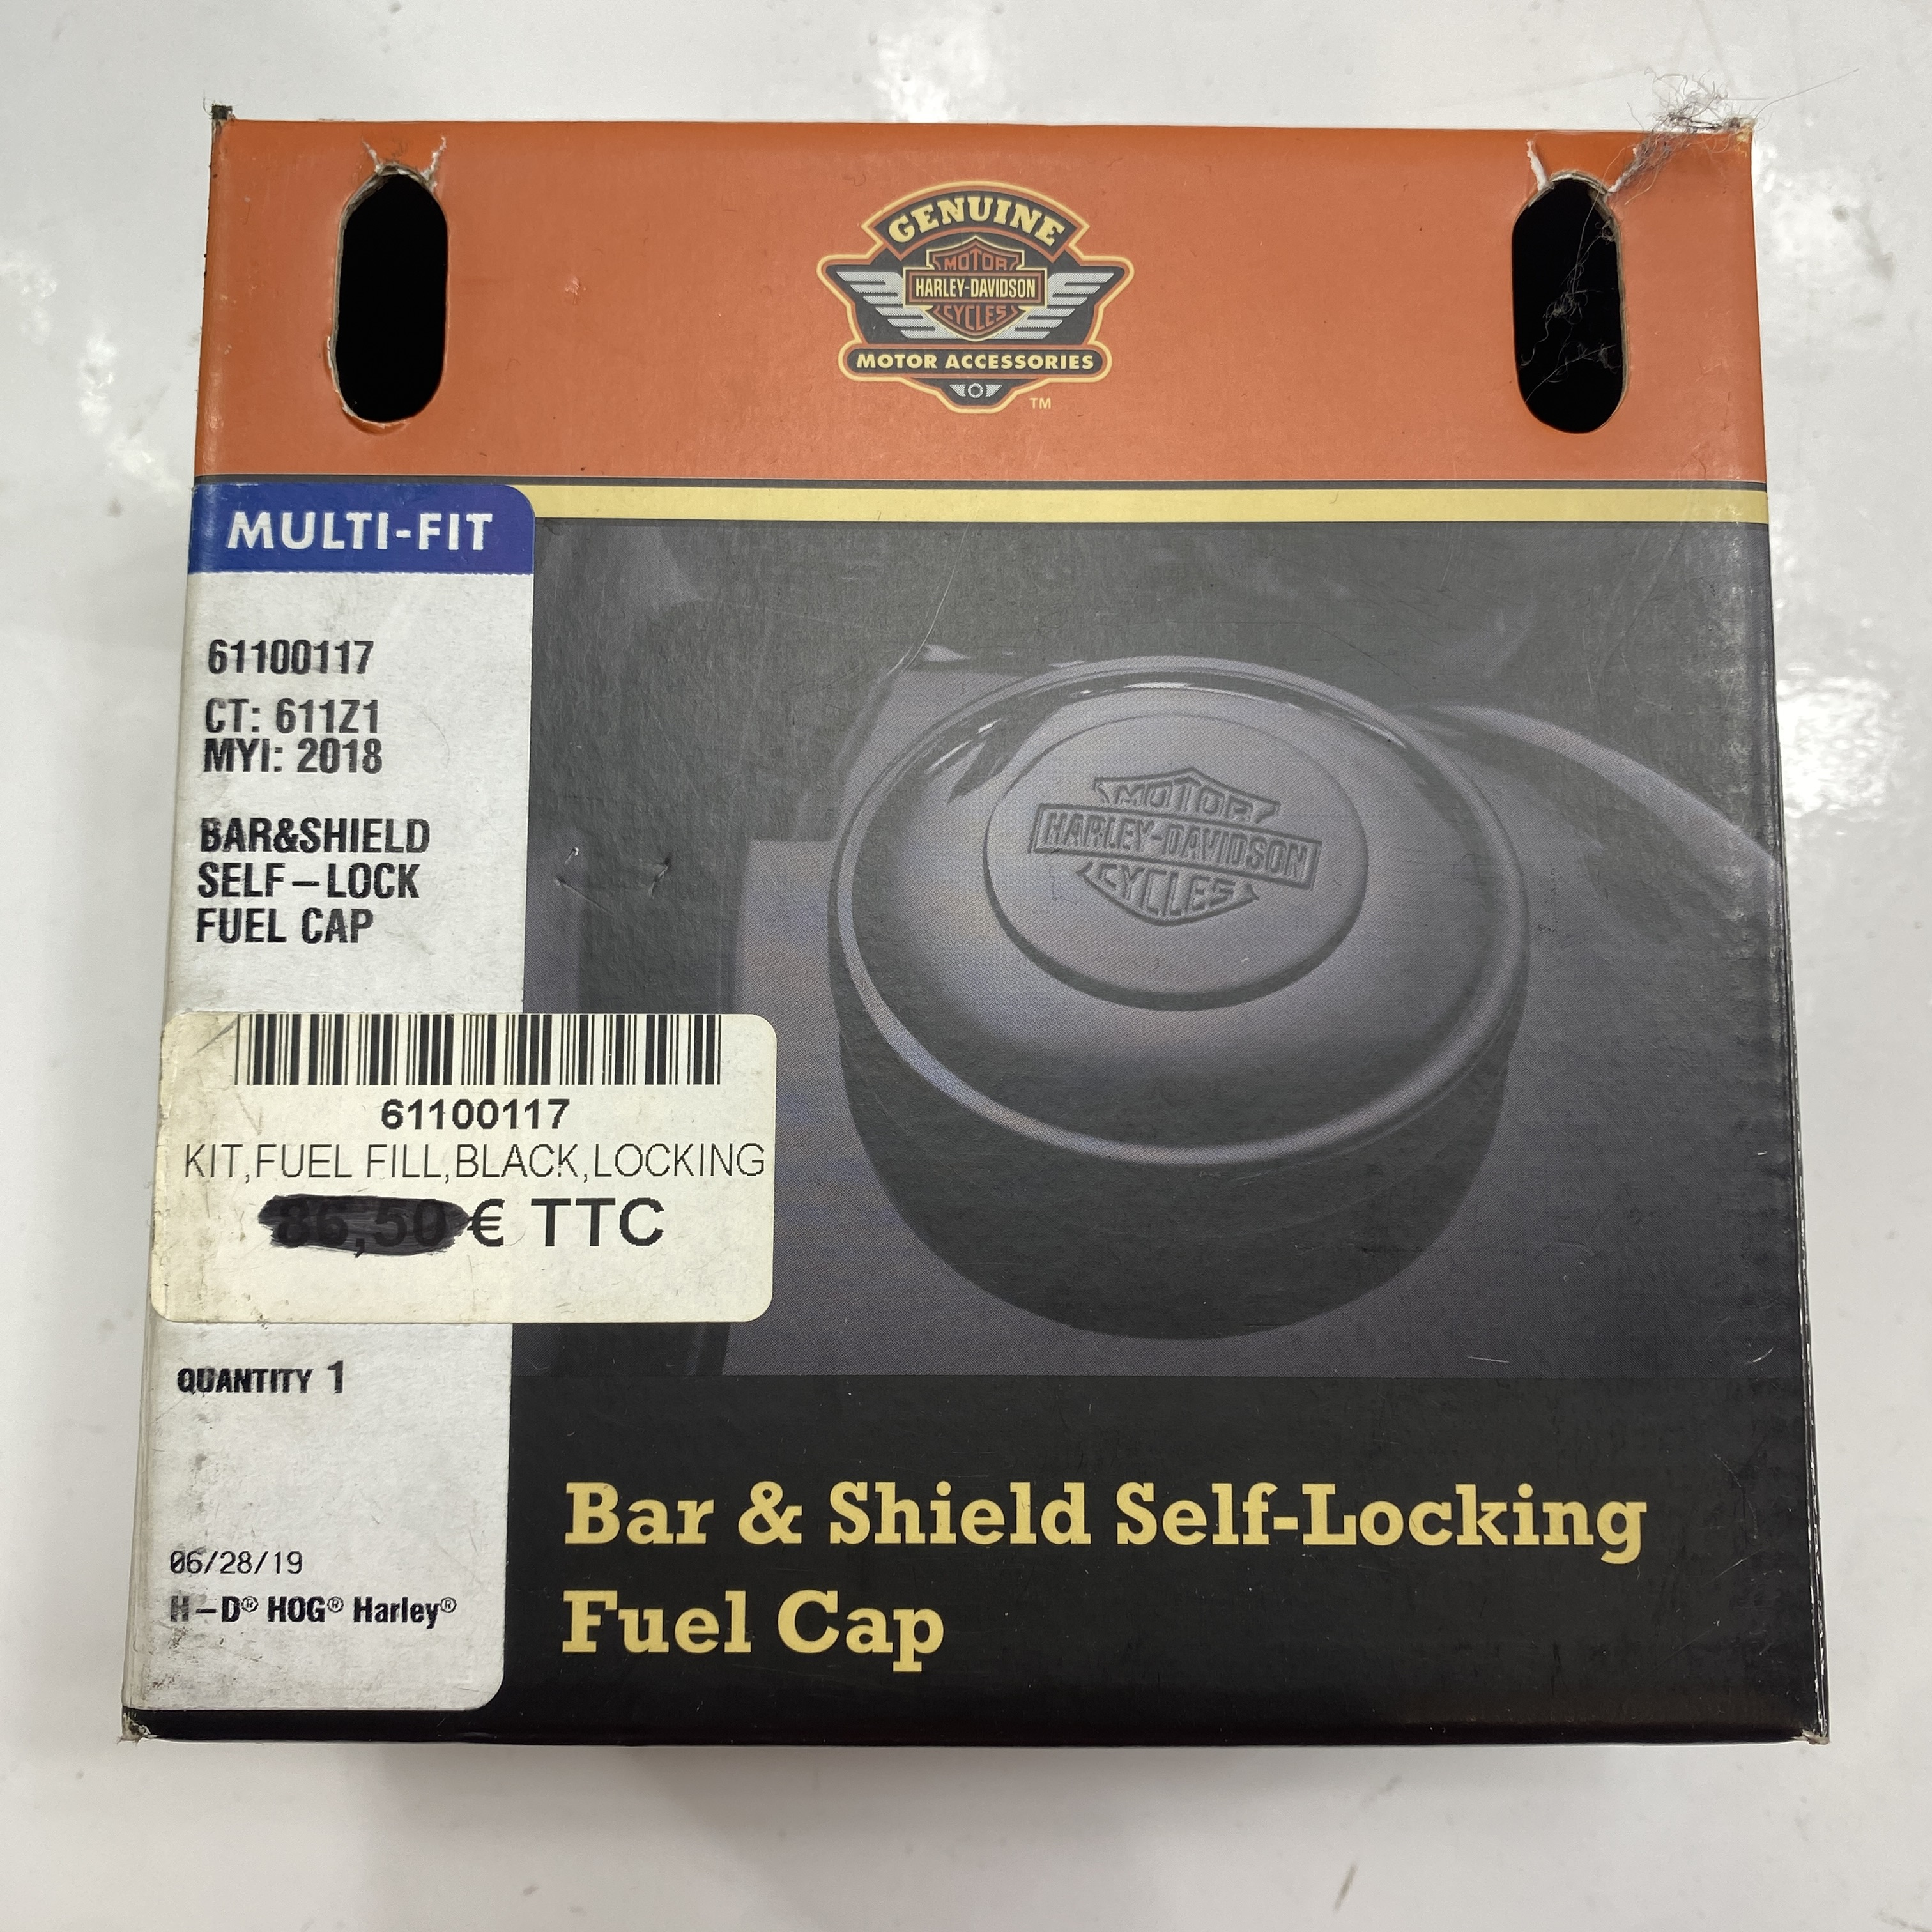 GENUINE
MOTOR
HARLEY-DAVIDSON
CYCLES
MOTOR ACCESSORIES
TM
MULTI-FIT
61100117
CT: 611Z1
MYI: 2018
BAR&SHIELD
SELF-LOCK
FUEL CAP
MOTOR
HARLEY-DAVIDSON
CYCLES
61100117
KIT,FUEL FILL,BLACK,LOCKING
86,50 € TTC
QUANTITY 1
06/28/19
H-D® HOG® Harley®
Bar & Shield Self-Locking
Fuel Cap